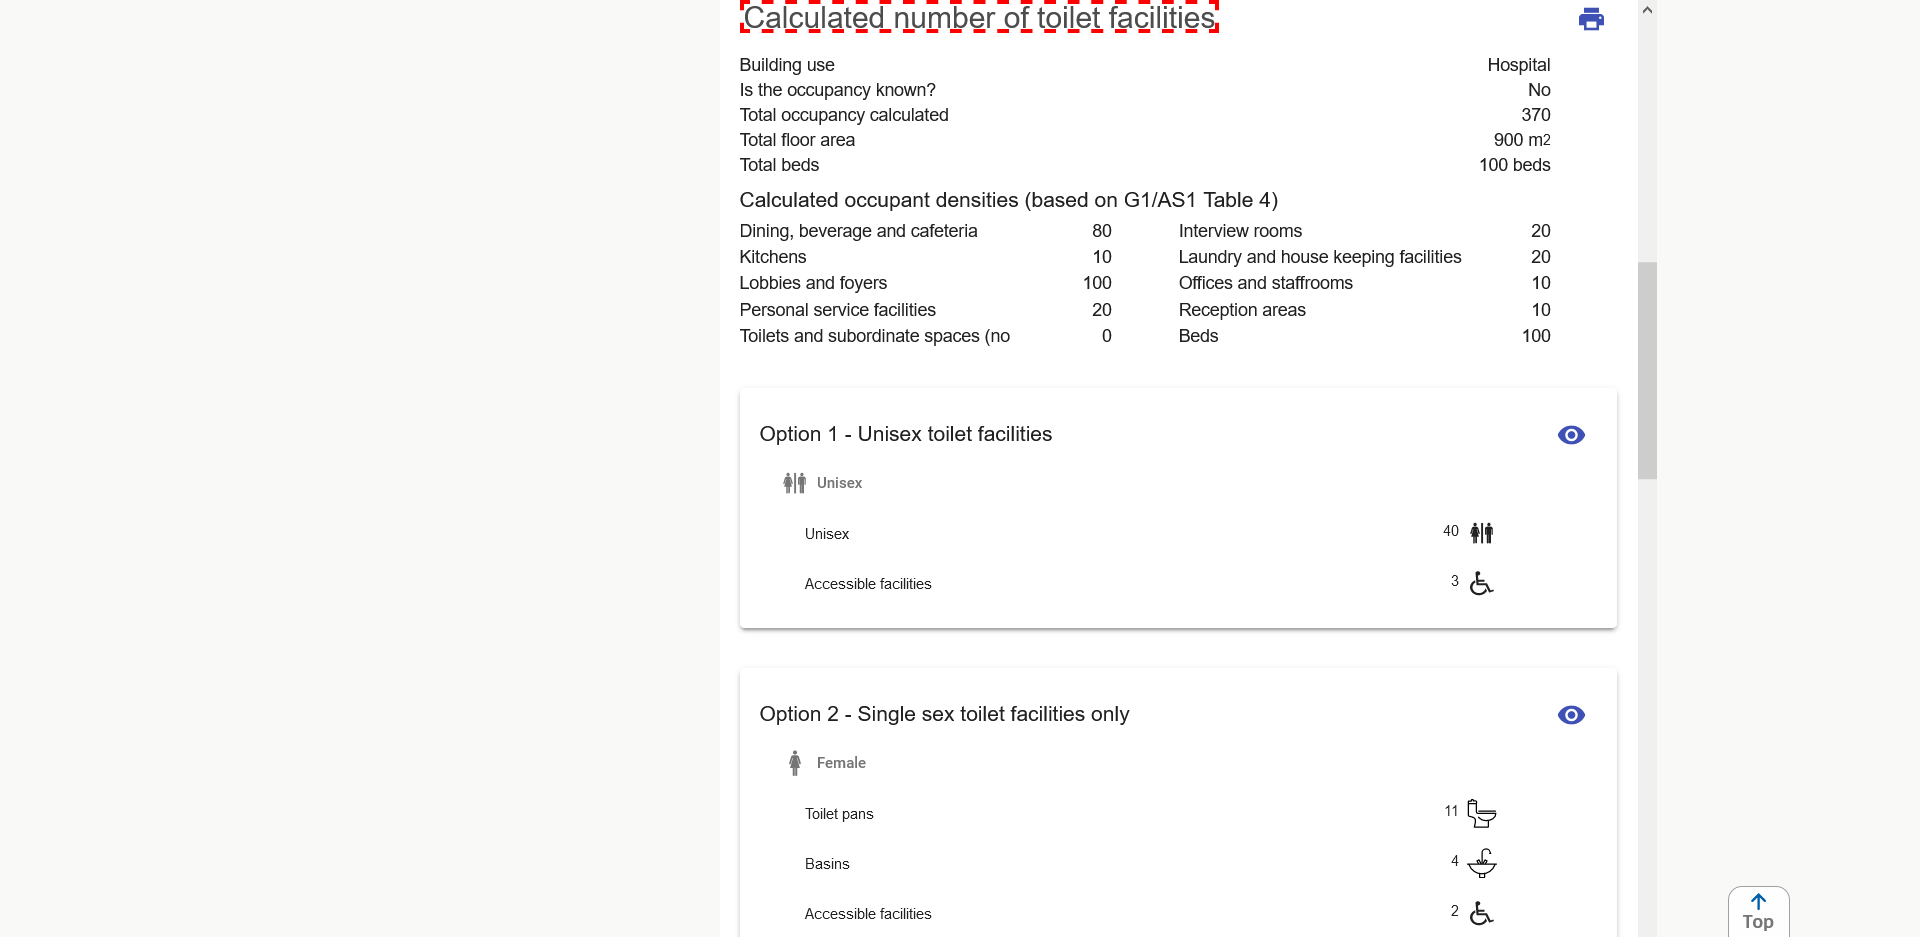 Calculated number of toilet facilities
Building use Hospital
Is the occupancy known? No
Total occupancy calculated 370
Total floor area 900 m2
Total beds 100 beds
Calculated occupant densities (based on G1/AS1 Table 4)
Dining, beverage and cafeteria 80 Interview rooms 20
Kitchens 10 Laundry and house keeping facilities 20
Lobbies and foyers 100 Offices and staffrooms 10
Personal service facilities 20 Reception areas 10
Toilets and subordinate spaces (no 0 Beds 100
Option 1 - Unisex toilet facilities
Unisex
Unisex 40
Accessible facilities 3
Option 2 - Single sex toilet facilities only
Female
Toilet pans 11
Basins 4
Accessible facilities 2
Top